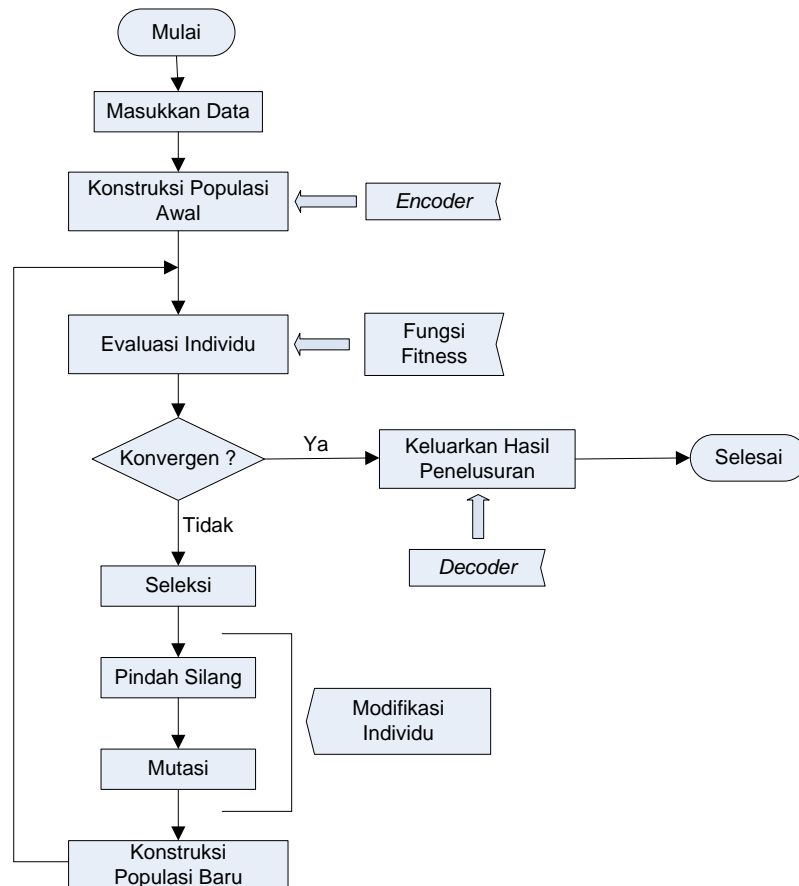 Mulai
Masukkan Data
Konstruksi Populasi
Awal
Encoder
Evaluasi Individu
Fungsi
Fitness
Konvergen ?
Ya
Keluarkan Hasil
Penelusuran
Selesai
Tidak
Decoder
Seleksi
Pindah Silang
Modifikasi
Individu
Mutasi
Konstruksi
Populasi Baru